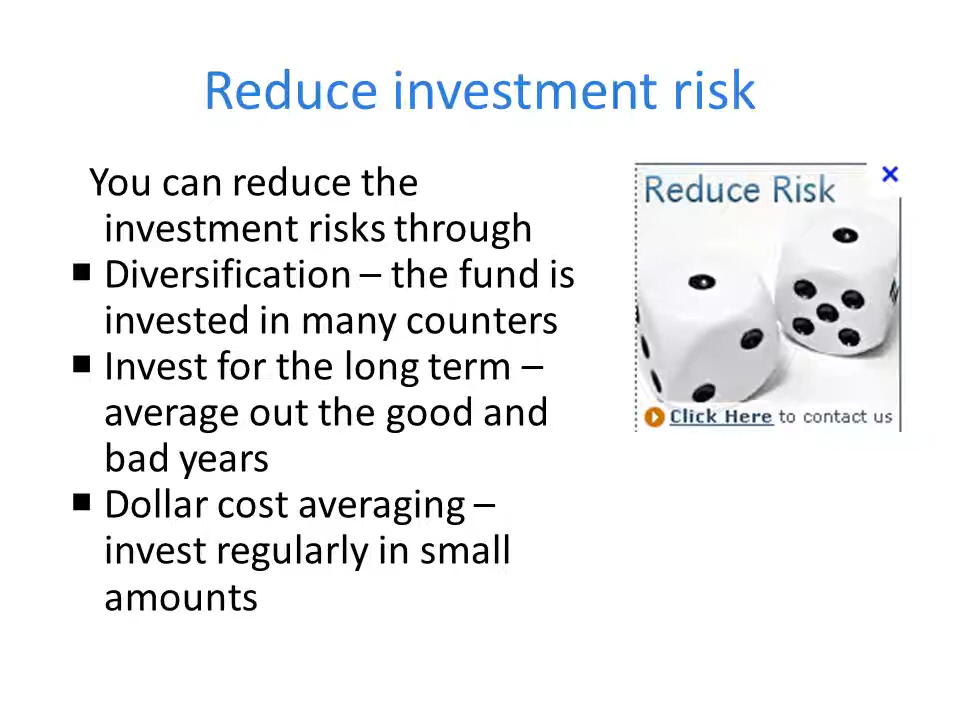 Reduce investment risk
You can reduce the
investment risks through
■ Diversification – the fund is
invested in many counters
■ Invest for the long term –
average out the good and
bad years
■ Dollar cost averaging –
invest regularly in small
amounts
Reduce Risk
Click Here to contact us